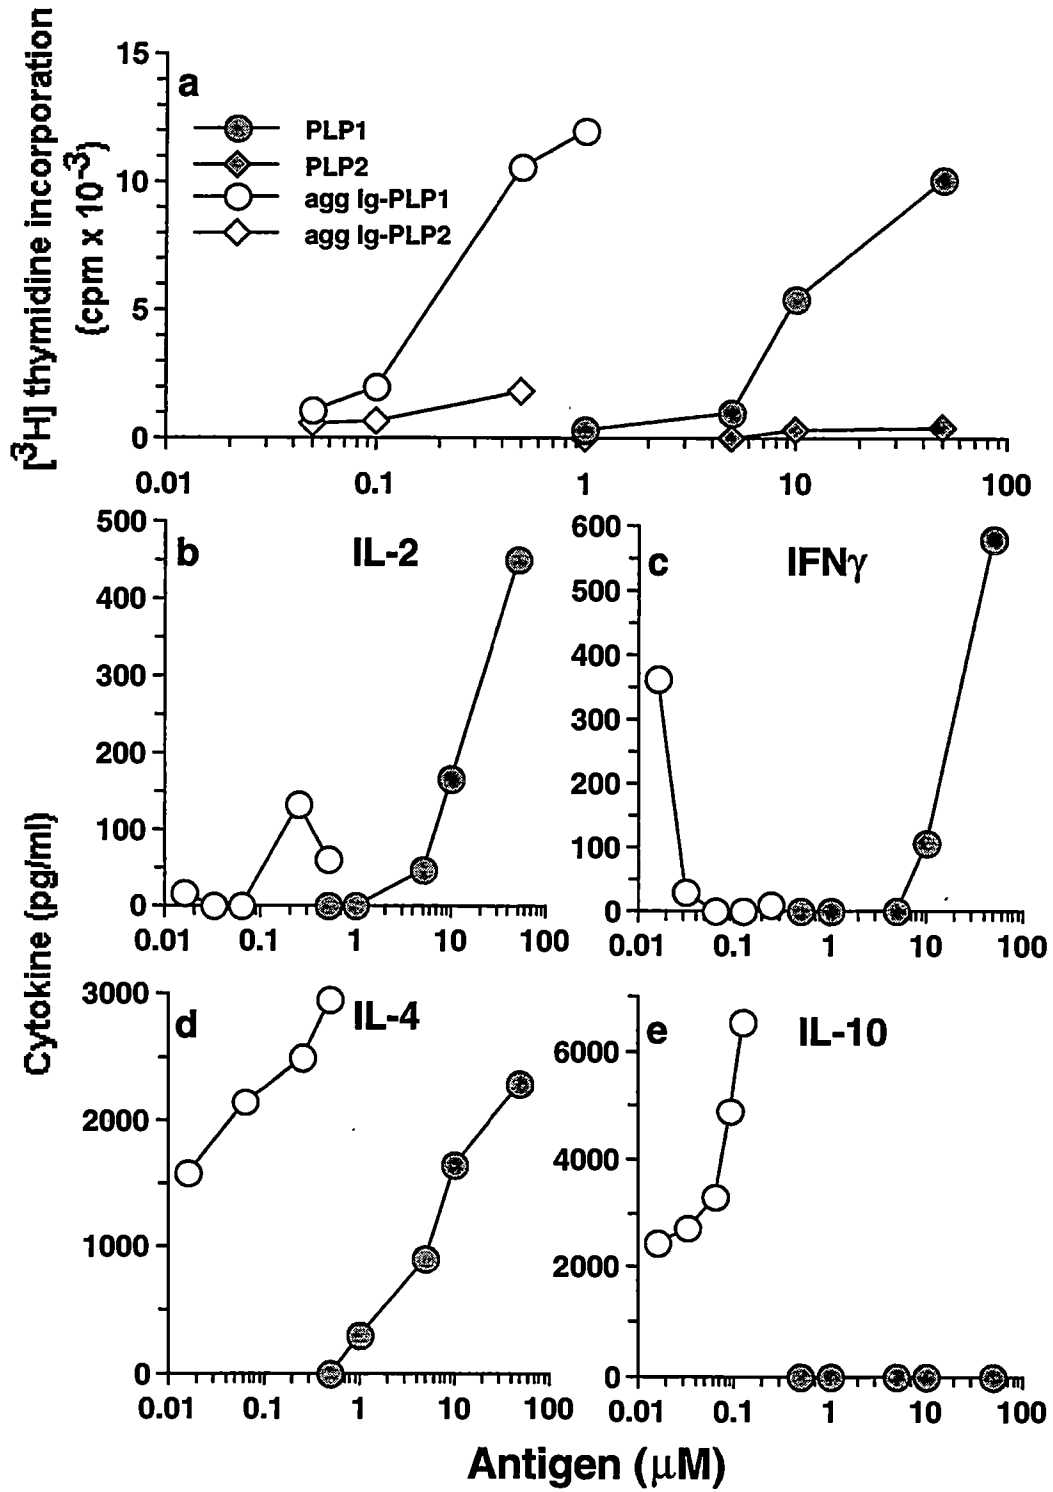 [³H] thymidine incorporation
(cpm x 10⁻³)
15
10
5
0
a
PLP1
PLP2
agg Ig-PLP1
agg Ig-PLP2
0.01 0.1 1 10 100
Cytokine (pg/ml)
500
400
300
200
100
0
b
IL-2
0.01 0.1 1 10 100
600
500
400
300
200
100
0
c
IFNγ
0.01 0.1 1 10 100
3000
2000
1000
0
d
IL-4
0.01 0.1 1 10 100
6000
4000
2000
0
e
IL-10
0.01 0.1 1 10 100
Antigen (μM)